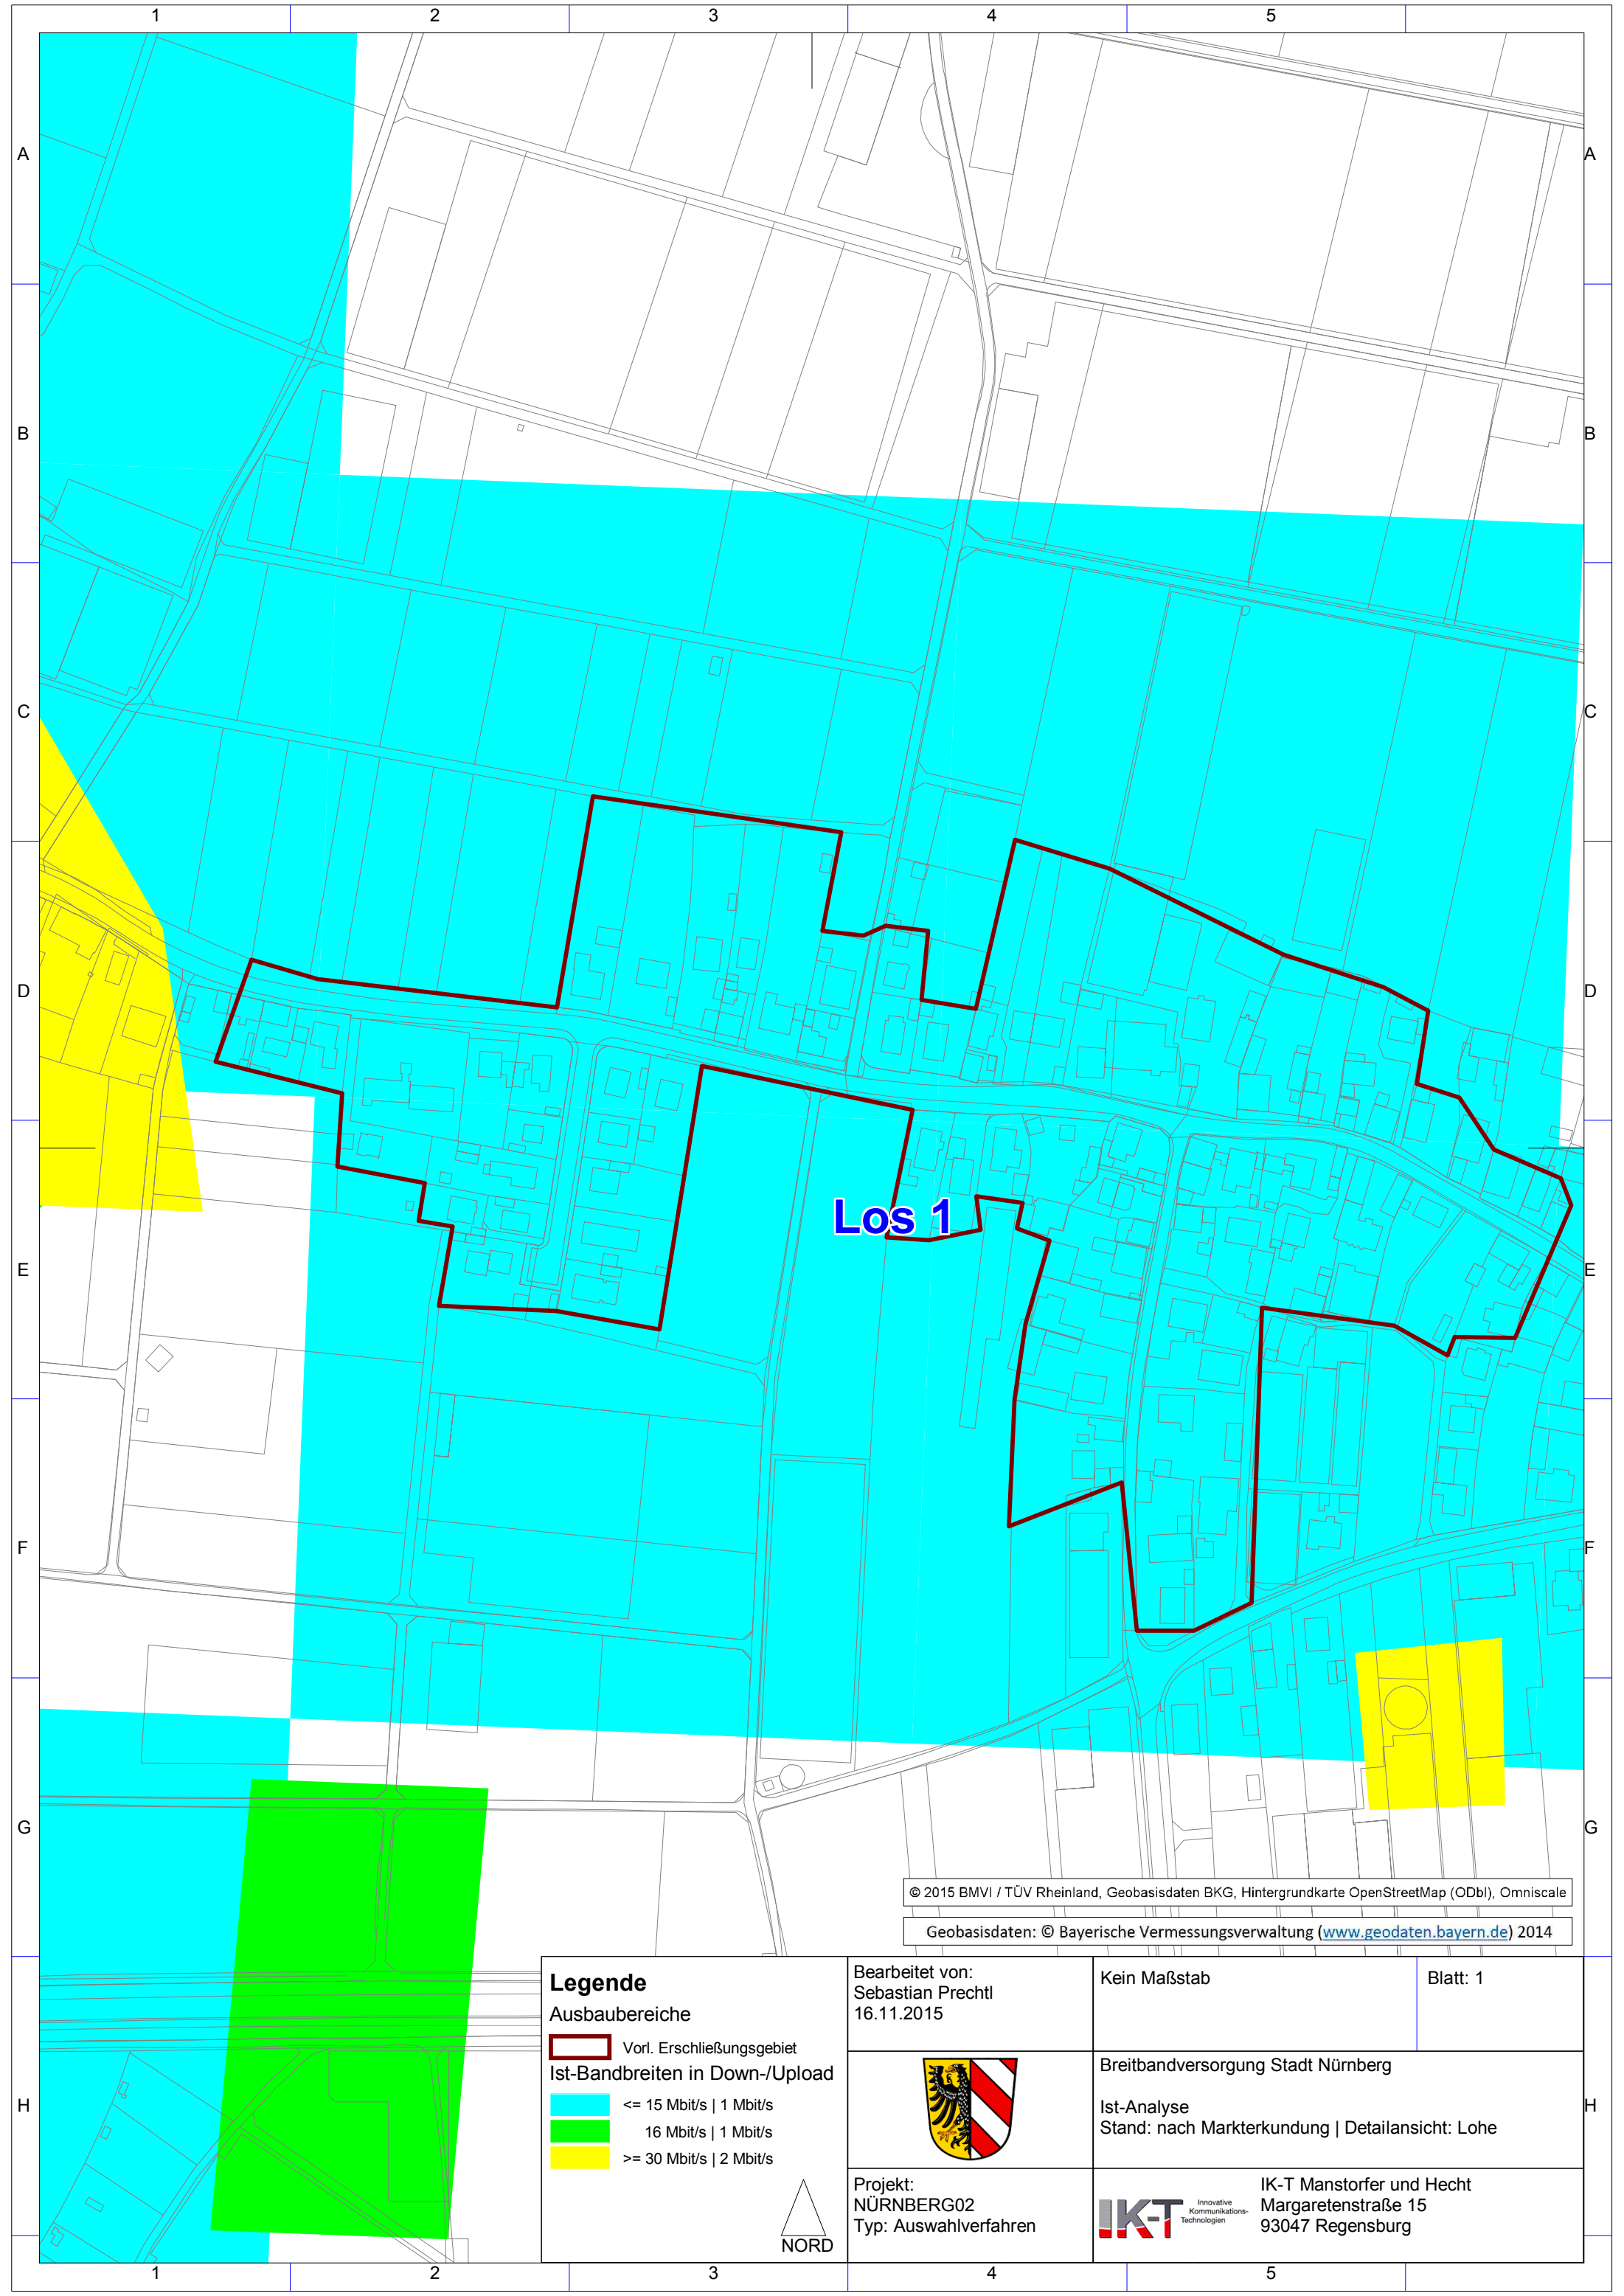 1 2 3 4 5
A A
B B
C C
D D
Los 1
E E
F F
G G
© 2015 BMVI / TÜV Rheinland, Geobasisdaten BKG, Hintergrundkarte OpenStreetMap (ODbl), Omniscale
Geobasisdaten: © Bayerische Vermessungsverwaltung (www.geodaten.bayern.de) 2014
H H
Legende
Ausbaubereiche
Vorl. Erschließungsgebiet
Ist-Bandbreiten in Down-/Upload
<= 15 Mbit/s | 1 Mbit/s
16 Mbit/s | 1 Mbit/s
>= 30 Mbit/s | 2 Mbit/s
NORD
Bearbeitet von:
Sebastian Prechtl
16.11.2015
Kein Maßstab
Blatt: 1
Breitbandversorgung Stadt Nürnberg
Ist-Analyse
Stand: nach Markterkundung | Detailansicht: Lohe
Projekt:
NÜRNBERG02
Typ: Auswahlverfahren
IK-T
Innovative
Kommunikations-
Technologien
IK-T Manstorfer und Hecht
Margaretenstraße 15
93047 Regensburg
1 2 3 4 5